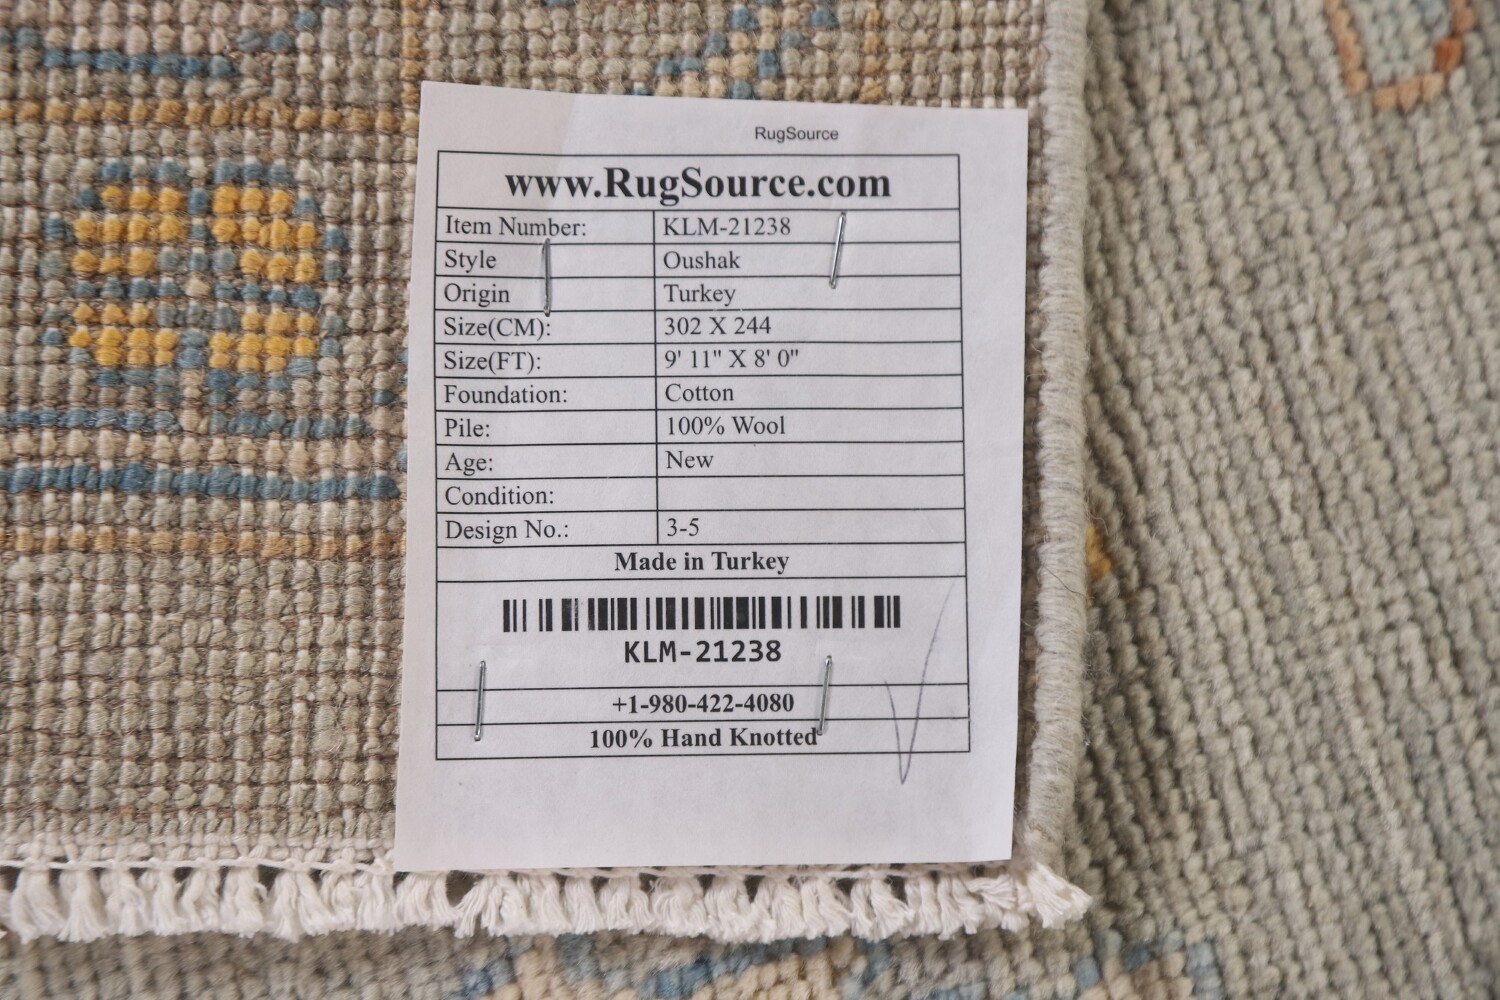 RugSource
www.RugSource.com
Item Number: KLM-21238
Style Oushak
Origin Turkey
Size(CM): 302 X 244
Size(FT): 9' 11" X 8' 0"
Foundation: Cotton
Pile: 100% Wool
Age: New
Condition:
Design No.: 3-5
Made in Turkey
KLM-21238
+1-980-422-4080
100% Hand Knotted